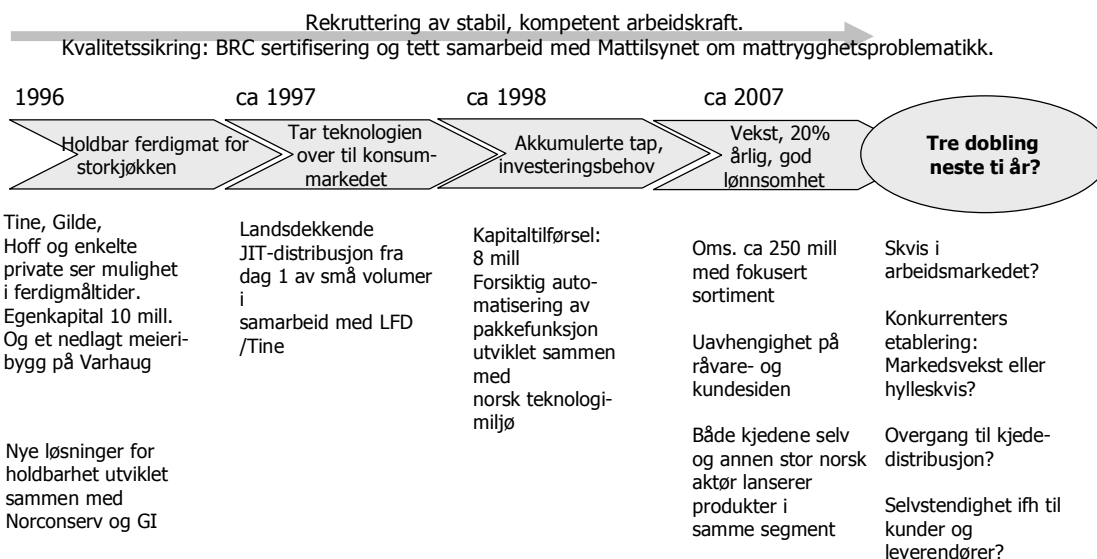 Rekruttering av stabil, kompetent arbeidskraft.
Kvalitetssikring: BRC sertifisering og tett samarbeid med Mattilsynet om mattrygghetsproblematikk.
1996
ca 1997
ca 1998
ca 2007
Holdbar ferdigmat for
storkjøkken
Tar teknologien
over til konsum-
markedet
Akkumulerte tap,
investeringsbehov
Vekst, 20%
årlig, god
lønnsomhet
Tre dobling
neste ti år?
Tine, Gilde,
Hoff og enkelte
private ser mulighet
i ferdigmåltider.
Egenkapital 10 mill.
Og et nedlagt meieri-
bygg på Varhaug
Nye løsninger for
holdbarhet utviklet
sammen med
Norconserv og GI
Landsdekkende
JIT-distribusjon fra
dag 1 av små volumer
i
samarbeid med LFD
/Tine
Kapitaltilførsel:
8 mill
Forsiktig auto-
matisering av
pakkefunksjon
utviklet sammen
med
norsk teknologi-
miljø
Oms. ca 250 mill
med fokusert
sortiment
Uavhengighet på
råvare- og
kundesiden
Både kjedene selv
og annen stor norsk
aktør lanserer
produkter i
samme segment
Skvis i
arbeidsmarkedet?
Konkurrenters
etablering:
Markedsvekst eller
hylleskvis?
Overgang til kjede-
distribusjon?
Selvstendighet ifh til
kunder og
leverendører?